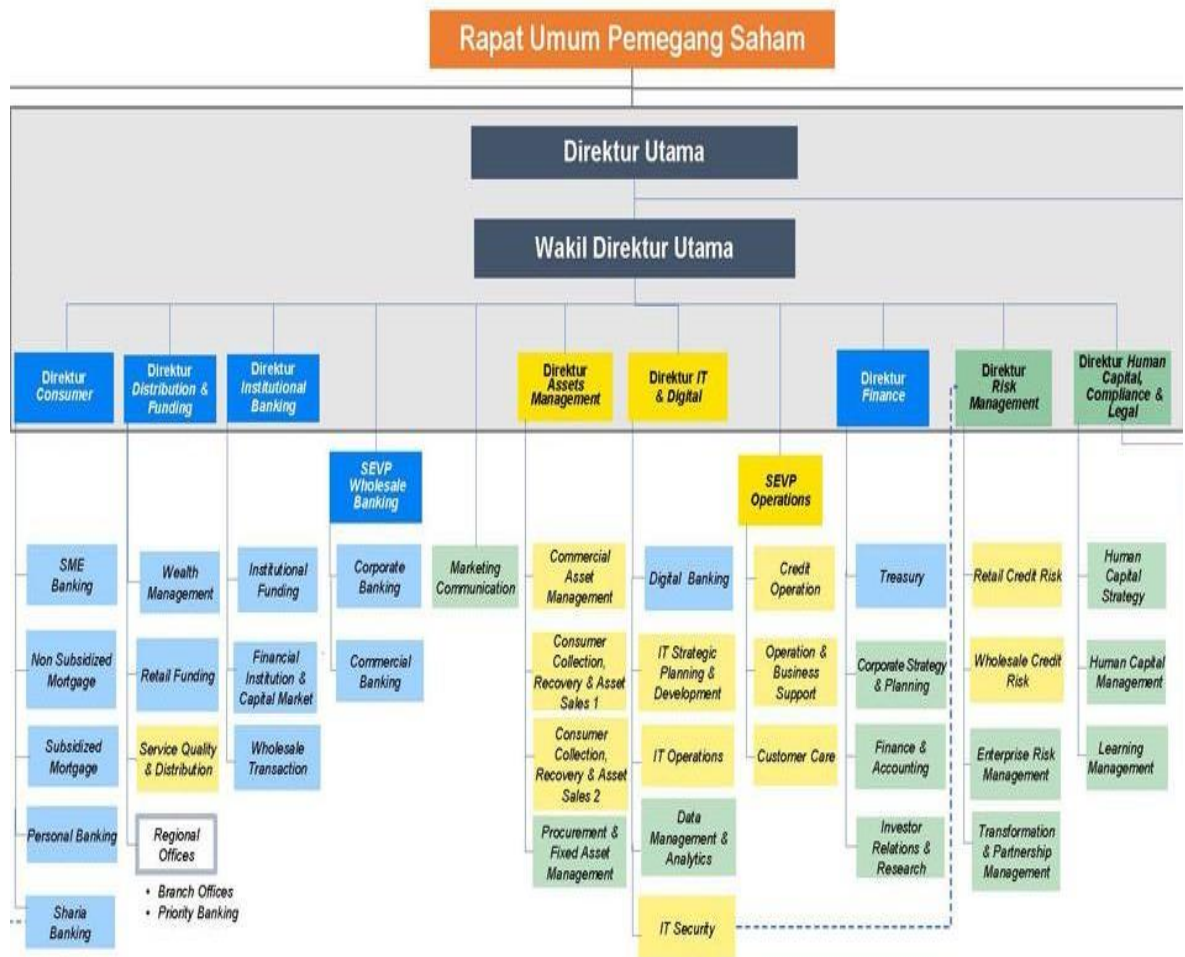 Rapat Umum Pemegang Saham
Direktur Utama
Wakil Direktur Utama
Direktur
Consumer
Direktur
Distribution &
Funding
Direktur
Institutional
Banking
Direktur
Assets
Management
Direktur IT
& Digital
Direktur
Finance
Direktur
Risk
Management
Direktur Human
Capital,
Compliance &
Legal
SEVP
Wholesale
Banking
SEVP
Operations
SME
Banking
Non Subsidized
Mortgage
Subsidized
Mortgage
Personal Banking
Sharia
Banking
Wealth
Management
Retail Funding
Service Quality
& Distribution
Regional
Offices
• Branch Offices
• Priority Banking
Institutional
Funding
Financial
Institution &
Capital Market
Wholesale
Transaction
Corporate
Banking
Commercial
Banking
Marketing
Communication
Commercial
Asset
Management
Consumer
Collection,
Recovery & Asset
Sales 1
Consumer
Collection,
Recovery & Asset
Sales 2
Procurement &
Fixed Asset
Management
Digital Banking
IT Strategic
Planning &
Development
IT Operations
Data
Management &
Analytics
IT Security
Credit
Operation
Operation &
Business
Support
Customer Care
Treasury
Corporate Strategy
& Planning
Finance &
Accounting
Investor
Relations &
Research
Retail Credit Risk
Wholesale Credit
Risk
Enterprise Risk
Management
Transformation
& Partnership
Management
Human
Capital
Strategy
Human Capital
Management
Learning
Management